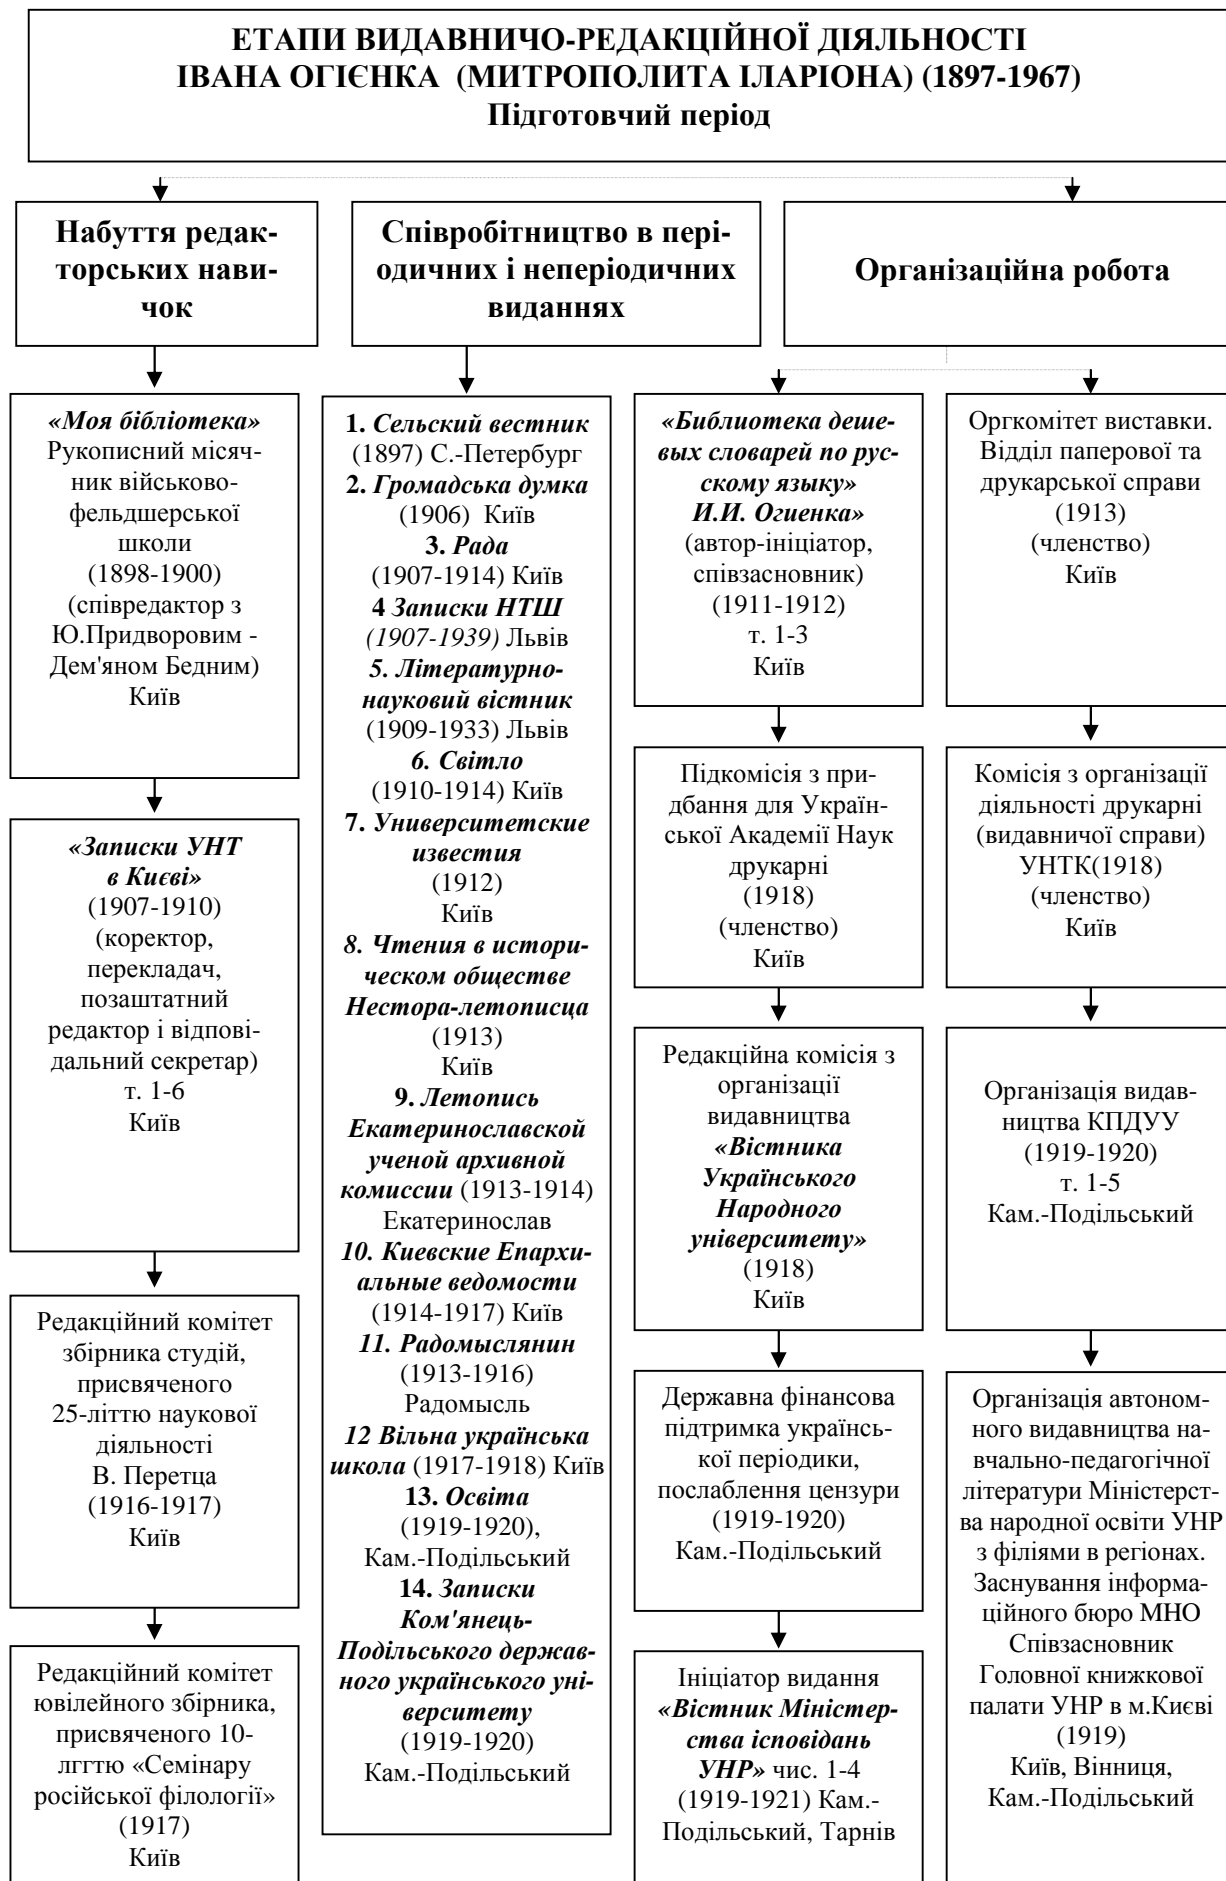 ЕТАПИ ВИДАВНИЧО-РЕДАКЦІЙНОЇ ДІЯЛЬНОСТІ
ІВАНА ОГІЄНКА (МИТРОПОЛИТА ІЛАРІОНА) (1897-1967)
Підготовчий період
Набуття редак-
торських нави-
чок
Співробітництво в пері-
одичних і неперіодичних
виданнях
Організаційна робота
«Моя бібліотека»
Рукописний місяч-
ник військово-
фельдшерської
школи
(1898-1900)
(співредактор з
Ю.Придворовим -
Дем'яном Бедним)
Київ
«Записки УНТ
в Києві»
(1907-1910)
(коректор,
перекладач,
позаштатний
редактор і відпові-
дальний секретар)
т. 1-6
Київ
Редакційний комітет
збірника студій,
присвяченого
25-літтю наукової
діяльності
В. Перетца
(1916-1917)
Київ
Редакційний комітет
ювілейного збірника,
присвяченого 10-
лггтю «Семінару
російської філології»
(1917)
Київ
1. Сельский вестник
(1897) С.-Петербург
2. Громадська думка
(1906) Київ
3. Рада
(1907-1914) Київ
4 Записки НТШ
(1907-1939) Львів
5. Літературно-
науковий вістник
(1909-1933) Львів
6. Світло
(1910-1914) Київ
7. Университетские
известия
(1912)
Київ
8. Чтения в истори-
ческом обществе
Нестора-летописца
(1913)
Київ
9. Летопись
Екатеринославской
ученой архивной
комиссии (1913-1914)
Екатеринослав
10. Киевские Епархи-
альные ведомости
(1914-1917) Київ
11. Радомыслянин
(1913-1916)
Радомысль
12 Вільна українська
школа (1917-1918) Київ
13. Освіта
(1919-1920),
Кам.-Подільський
14. Записки
Ком'янець-
Подільського держав-
ного українського уні-
верситету
(1919-1920)
Кам.-Подільський
«Библиотека деше-
вых словарей по рус-
скому языку»
И.И. Огиенка»
(автор-ініціатор,
співзасновник)
(1911-1912)
т. 1-3
Київ
Підкомісія з при-
дбання для Україн-
ської Академії Наук
друкарні
(1918)
(членство)
Київ
Редакційна комісія з
організації
видавництва
«Вістника
Українського
Народного
університету»
(1918)
Київ
Державна фінансова
підтримка українсь-
кої періодики,
послаблення цензури
(1919-1920)
Кам.-Подільський
Ініціатор видання
«Вістник Міністер-
ства ісповідань
УНР» чис. 1-4
(1919-1921) Кам.-
Подільський, Тарнів
Оргкомітет виставки.
Відділ паперової та
друкарської справи
(1913)
(членство)
Київ
Комісія з організації
діяльності друкарні
(видавничої справи)
УНТК(1918)
(членство)
Київ
Організація видав-
ництва КПДУУ
(1919-1920)
т. 1-5
Кам.-Подільський
Організація автоном-
ного видавництва на-
вчально-педагогічної
літератури Міністерст-
ва народної освіти УНР
з філіями в регіонах.
Заснування інформа-
ційного бюро МНО
Співзасновник
Головної книжкової
палати УНР в м.Києві
(1919)
Київ, Вінниця,
Кам.-Подільський